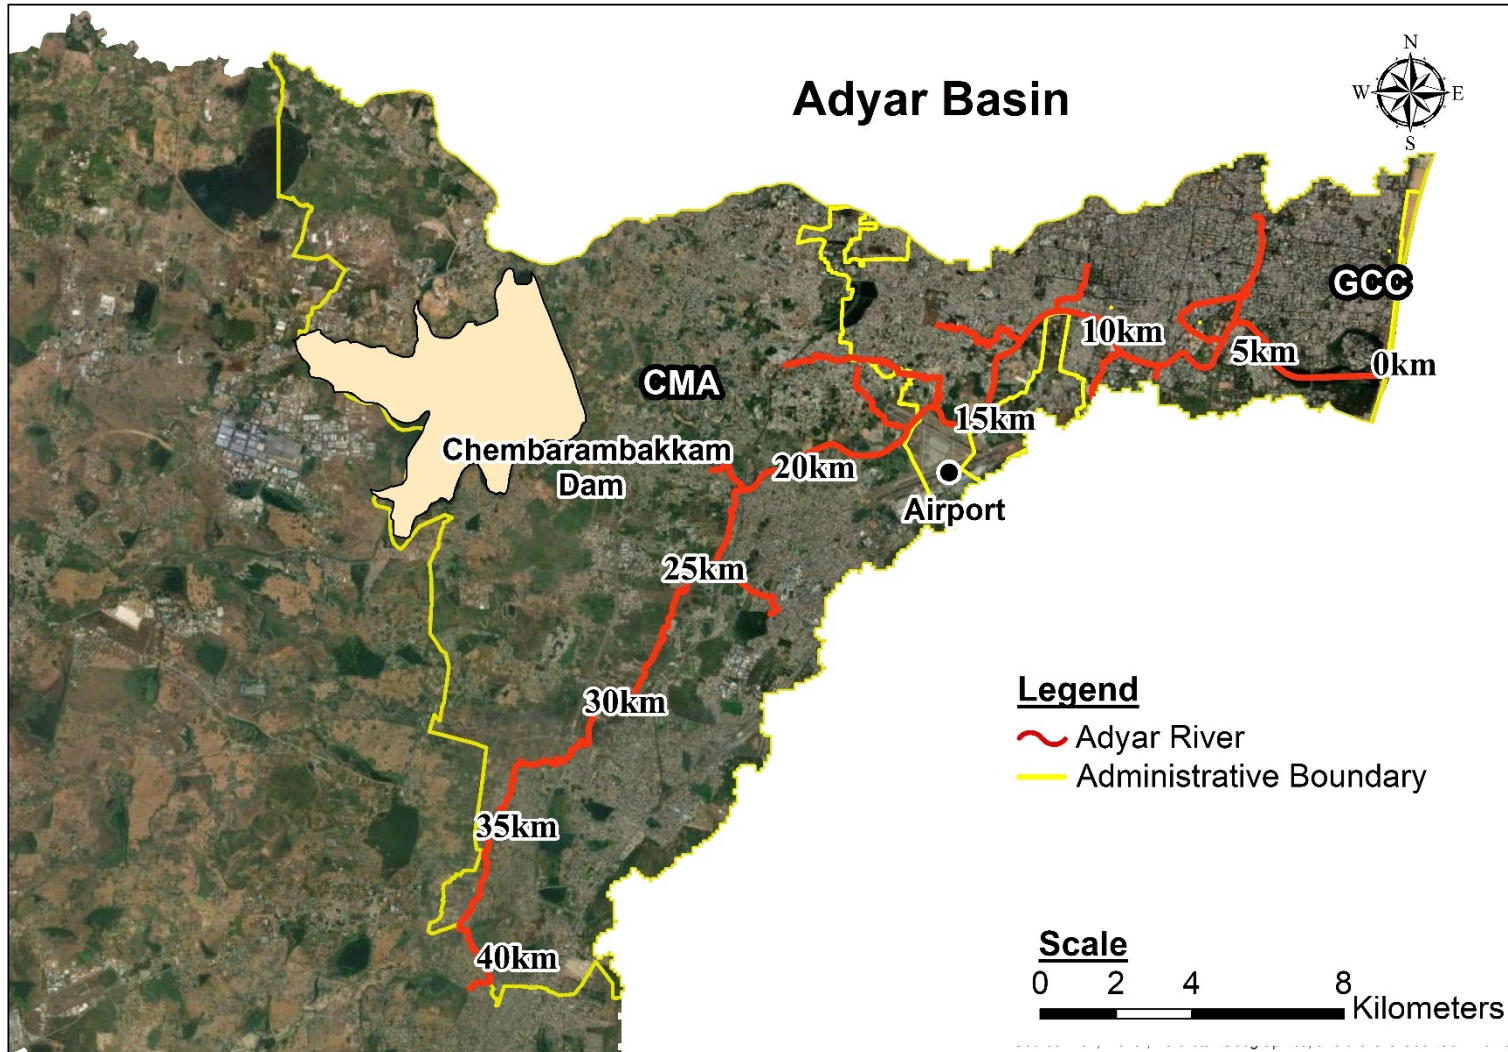 N
W E
S
Adyar Basin
GCC
10km
5km
0km
CMA
15km
Chembarambakkam
Dam
20km
Airport
25km
30km
Legend
Adyar River
Administrative Boundary
35km
40km
Scale
0 2 4 8
Kilometers